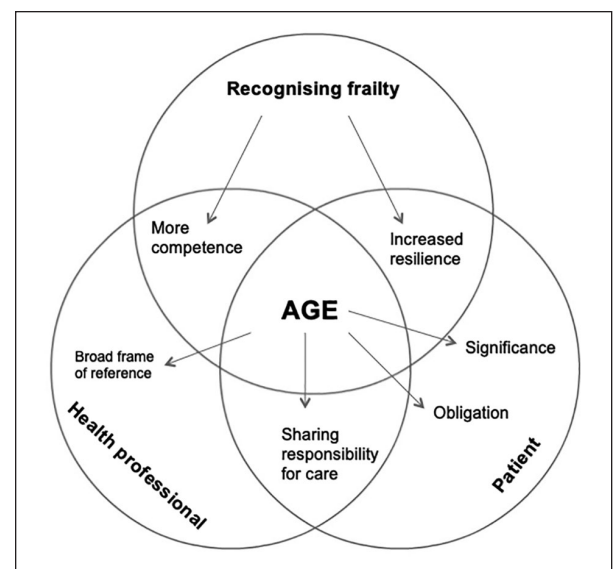 Recognising frailty
More
competence
Increased
resilience
AGE
Broad frame
of reference
Significance
Obligation
Sharing
responsibility
for care
Health professional
Patient